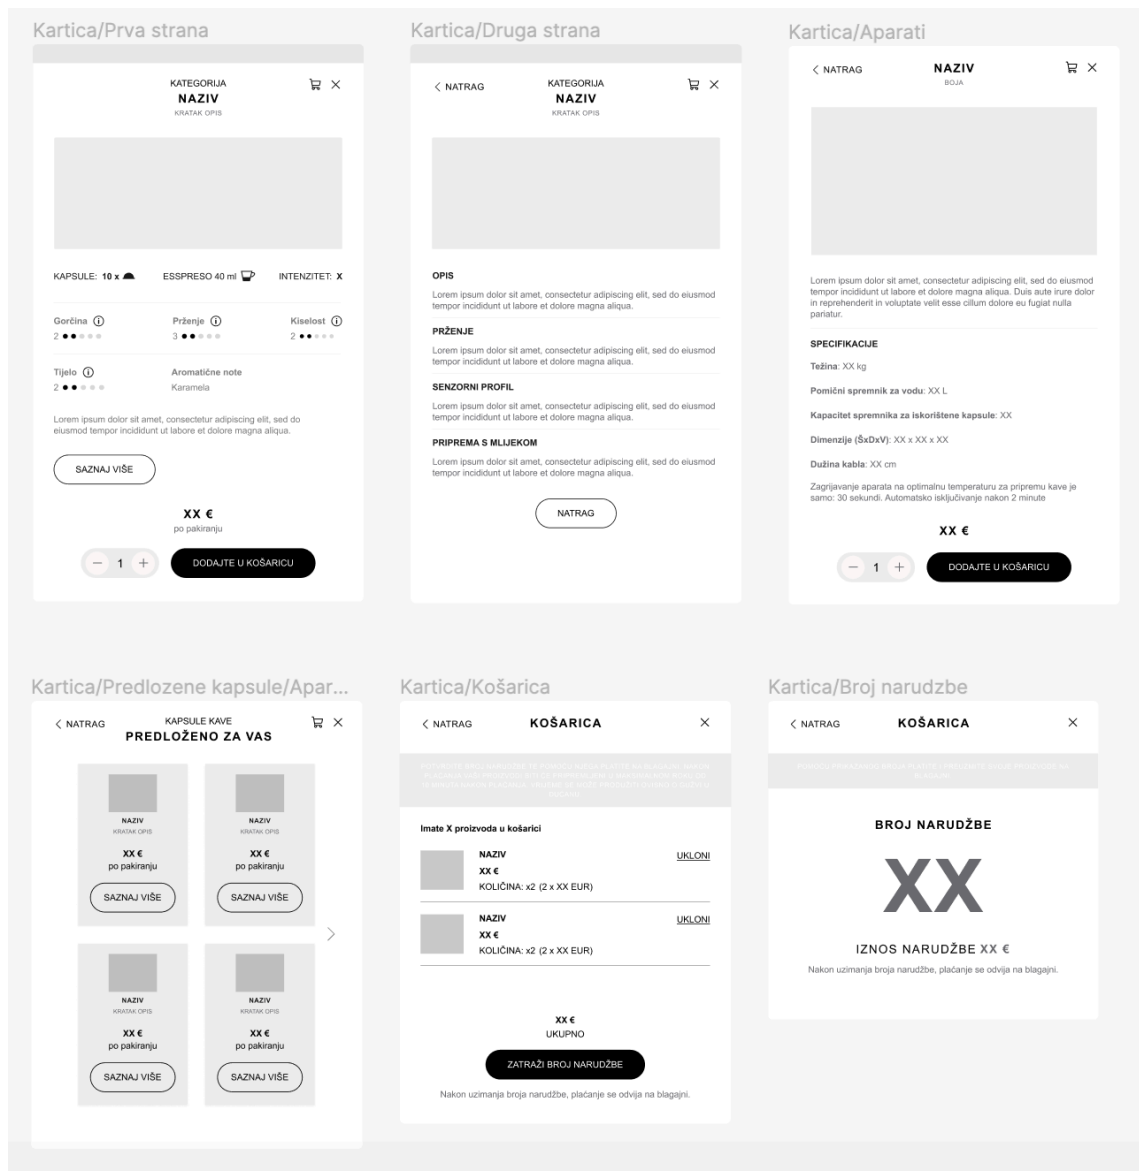 Kartica/Prva strana
KATEGORIJA
NAZIV
KRATAK OPIS
KAPSULE: 10 x
ESSPRESO 40 ml
INTENZITET: X
Gorčina
2
Prženje
3
Kiselost
2
Tijelo
2
Aromatične note
Karamela
Lorem ipsum dolor sit amet, consectetur adipiscing elit, sed do
eiusmod tempor incididunt ut labore et dolore magna aliqua.
SAZNAJ VIŠE
XX €
po pakiranju
1
DODAJTE U KOŠARICU
Kartica/Druga strana
NATRAG
KATEGORIJA
NAZIV
KRATAK OPIS
OPIS
Lorem ipsum dolor sit amet, consectetur adipiscing elit, sed do eiusmod
tempor incididunt ut labore et dolore magna aliqua.
PRŽENJE
Lorem ipsum dolor sit amet, consectetur adipiscing elit, sed do eiusmod
tempor incididunt ut labore et dolore magna aliqua.
SENZORNI PROFIL
Lorem ipsum dolor sit amet, consectetur adipiscing elit, sed do eiusmod
tempor incididunt ut labore et dolore magna aliqua.
PRIPREMA S MLIJEKOM
Lorem ipsum dolor sit amet, consectetur adipiscing elit, sed do eiusmod
tempor incididunt ut labore et dolore magna aliqua.
NATRAG
Kartica/Aparati
NATRAG
NAZIV
BOJA
Lorem ipsum dolor sit amet, consectetur adipiscing elit, sed do eiusmod
tempor incididunt ut labore et dolore magna aliqua. Duis aute irure dolor
in reprehenderit in voluptate velit esse cillum dolore eu fugiat nulla
pariatur.
SPECIFIKACIJE
Težina: XX kg
Pomični spremnik za vodu: XX L
Kapacitet spremnika za iskorištene kapsule: XX
Dimenzije (ŠxDxV): XX x XX x XX
Dužina kabla: XX cm
Zagrijavanje aparata na optimalnu temperaturu za pripremu kave je
samo: 30 sekundi. Automatsko isključivanje nakon 2 minute
XX €
1
DODAJTE U KOŠARICU
Kartica/Predlozene kapsule/Apar...
NATRAG
KAPSULE KAVE
PREDLOŽENO ZA VAS
NAZIV
KRATAK OPIS
XX €
po pakiranju
SAZNAJ VIŠE
NAZIV
KRATAK OPIS
XX €
po pakiranju
SAZNAJ VIŠE
NAZIV
KRATAK OPIS
XX €
po pakiranju
SAZNAJ VIŠE
NAZIV
KRATAK OPIS
XX €
po pakiranju
SAZNAJ VIŠE
Kartica/Košarica
NATRAG
KOŠARICA
Imate X proizvoda u košarici
NAZIV
UKLONI
XX €
KOLIČINA: x2 (2 x XX EUR)
NAZIV
UKLONI
XX €
KOLIČINA: x2 (2 x XX EUR)
XX €
UKUPNO
ZATRAŽI BROJ NARUDŽBE
Nakon uzimanja broja narudžbe, plaćanje se odvija na blagajni.
Kartica/Broj narudzbe
NATRAG
KOŠARICA
BROJ NARUDŽBE
XX
IZNOS NARUDŽBE XX €
Nakon uzimanja broja narudžbe, plaćanje se odvija na blagajni.